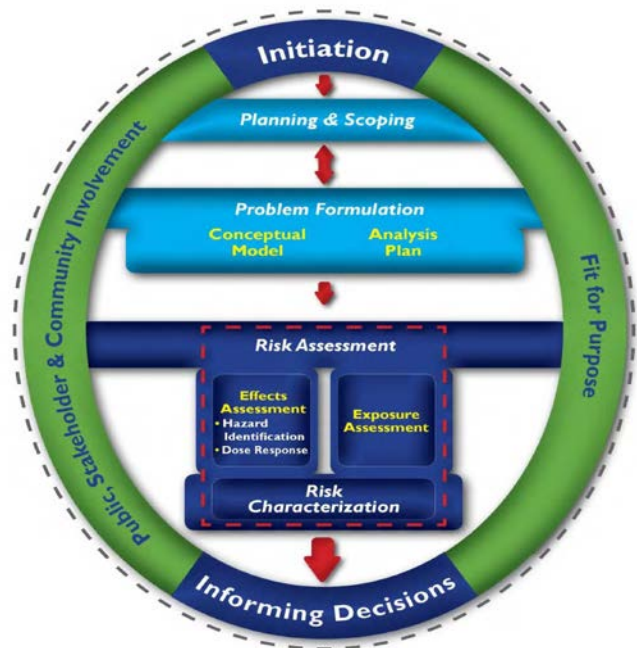 Initiation
Planning & Scoping
Problem Formulation
Conceptual
Model
Analysis
Plan
Risk Assessment
Effects
Assessment
• Hazard
Identification
• Dose Response
Exposure
Assessment
Risk
Characterization
Informing Decisions
Public, Stakeholder & Community Involvement
Fit for Purpose